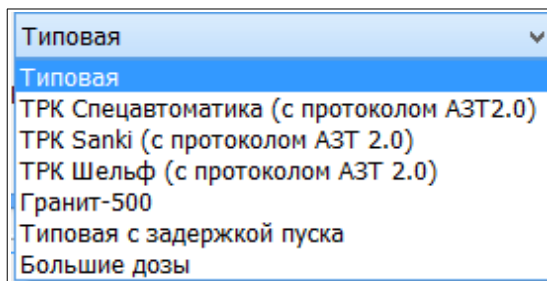 Типовая
Типовая
ТРК Спецавтоматика (с протоколом АЗТ2.0)
ТРК Sanki (с протоколом АЗТ 2.0)
ТРК Шельф (с протоколом АЗТ 2.0)
Гранит-500
Типовая с задержкой пуска
Большие дозы